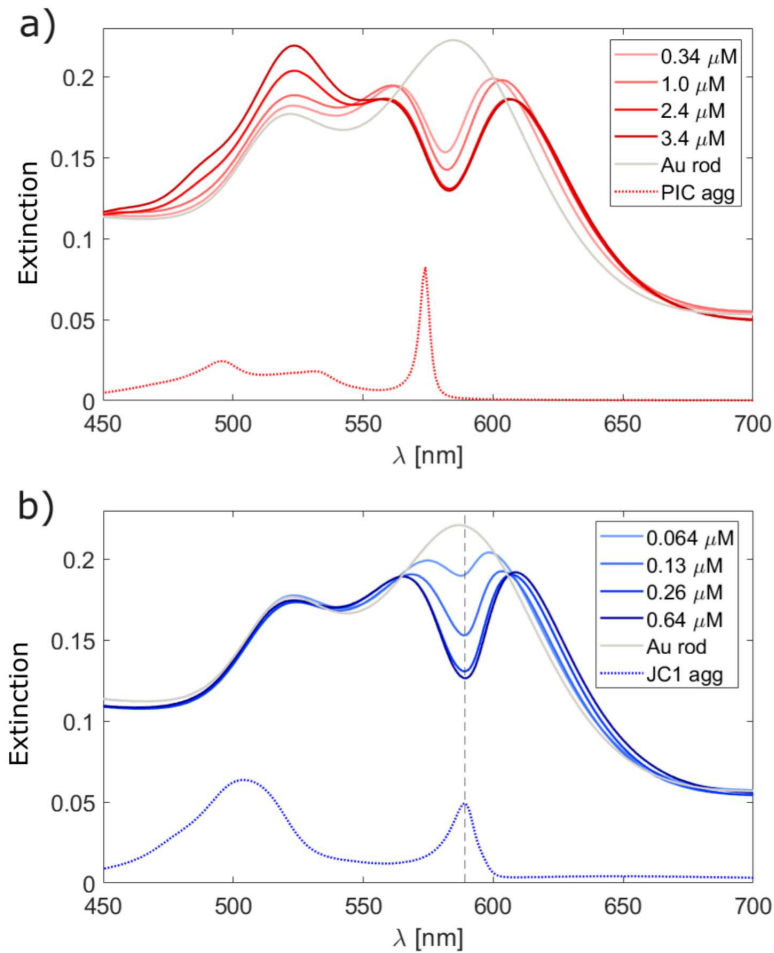 a)
Extinction
0.2
0.15
0.1
0.05
0
450 500 550 600 650 700
λ [nm]
0.34 μM
1.0 μM
2.4 μM
3.4 μM
Au rod
PIC agg
b)
Extinction
0.2
0.15
0.1
0.05
0
450 500 550 600 650 700
λ [nm]
0.064 μM
0.13 μM
0.26 μM
0.64 μM
Au rod
JC1 agg